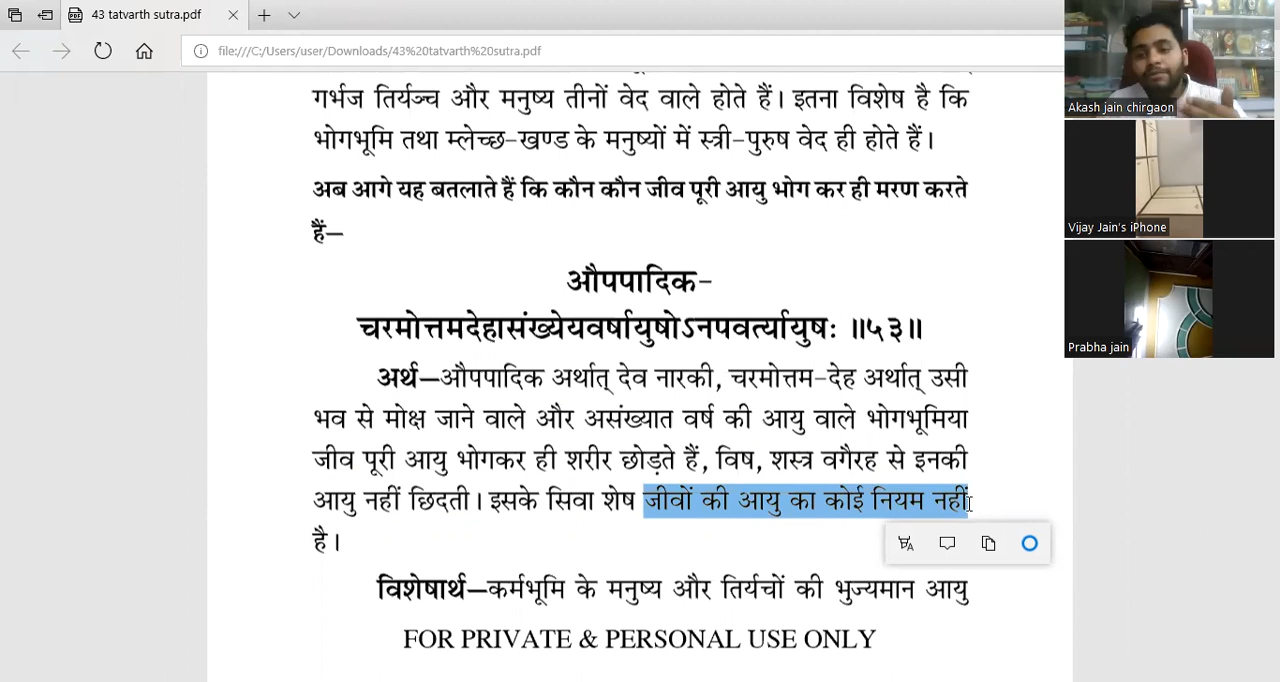 43 tatvarth sutra.pdf
file:///C:/Users/user/Downloads/43%20tatvarth%20sutra.pdf
गर्भज तिर्यञ्च और मनुष्य तीनों वेद वाले होते हैं। इतना विशेष है कि
भोगभूमि तथा म्लेच्छ-खण्ड के मनुष्यों में स्त्री-पुरुष वेद ही होते हैं।
अब आगे यह बतलाते हैं कि कौन कौन जीव पूरी आयु भोग कर ही मरण करते
हैं—
औपपादिक-
चरमोत्तमदेहासंख्येयवर्षायुषोऽनपवर्त्यायुषः ॥५३॥
अर्थ—औपपादिक अर्थात् देव नारकी, चरमोत्तम-देह अर्थात् उसी
भव से मोक्ष जाने वाले और असंख्यात वर्ष की आयु वाले भोगभूमिया
जीव पूरी आयु भोगकर ही शरीर छोड़ते हैं, विष, शस्त्र वगैरह से इनकी
आयु नहीं छिदती। इसके सिवा शेष जीवों की आयु का कोई नियम नहीं
है।
विशेषार्थ—कर्मभूमि के मनुष्य और तिर्यचों की भुज्यमान आयु
FOR PRIVATE & PERSONAL USE ONLY
Akash jain chirgaon
Vijay Jain's iPhone
Prabha jain